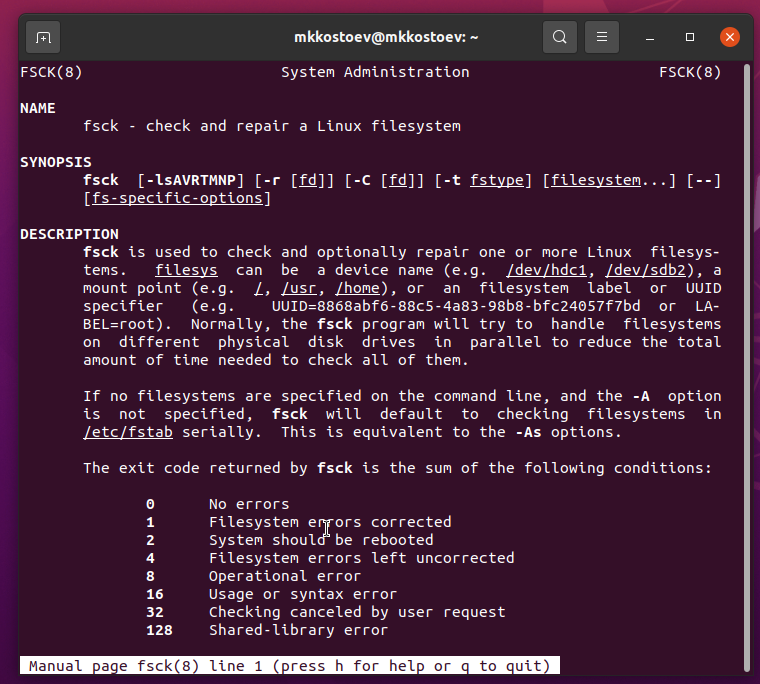 mkkostoev@mkkostoev: ~
FSCK(8) System Administration FSCK(8)
NAME
fsck - check and repair a Linux filesystem
SYNOPSIS
fsck [-lsAVRTMNP] [-r [fd]] [-C [fd]] [-t fstype] [filesystem...] [--]
[fs-specific-options]
DESCRIPTION
fsck is used to check and optionally repair one or more Linux filesys-
tems. filesys can be a device name (e.g. /dev/hdc1, /dev/sdb2), a
mount point (e.g. /, /usr, /home), or an filesystem label or UUID
specifier (e.g. UUID=8868abf6-88c5-4a83-98b8-bfc24057f7bd or LA-
BEL=root). Normally, the fsck program will try to handle filesystems
on different physical disk drives in parallel to reduce the total
amount of time needed to check all of them.
If no filesystems are specified on the command line, and the -A option
is not specified, fsck will default to checking filesystems in
/etc/fstab serially. This is equivalent to the -As options.
The exit code returned by fsck is the sum of the following conditions:
0 No errors
1 Filesystem errors corrected
2 System should be rebooted
4 Filesystem errors left uncorrected
8 Operational error
16 Usage or syntax error
32 Checking canceled by user request
128 Shared-library error
Manual page fsck(8) line 1 (press h for help or q to quit)